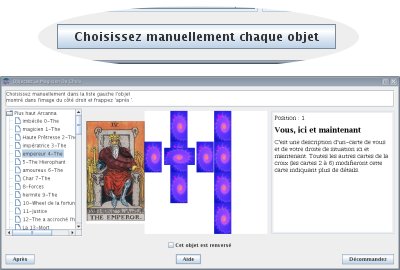 Choisissez manuellement chaque objet
Choisissez manuellement dans la liste gauche l'objet
montré dans l'image du côté droit et frappez 'après '.
Plus haut Arcanna
imbécile 0—The
magicien 1—The
Haute Prêtresse 2—The
impératrice 3—The
empereur 4—The
5—The Hierophant
amoureux 6—The
Char 7—The
8—Forces
hermite 9—The
10—Wheel of the fortun
11—Justice
12—The a accroché l'h
La 13—Mort
IV
THE EMPEROR.
Position : 1
Vous, ici et maintenant
C'est une description d'un—carte de vous
et de votre droite de situation ici et
maintenant. Toutes les autres cartes de la
croix (les cartes 2 à 6) modifieront cette
carte indiquant plus de détails.
Cet objet est renversé
Après
Aide
Décommandez